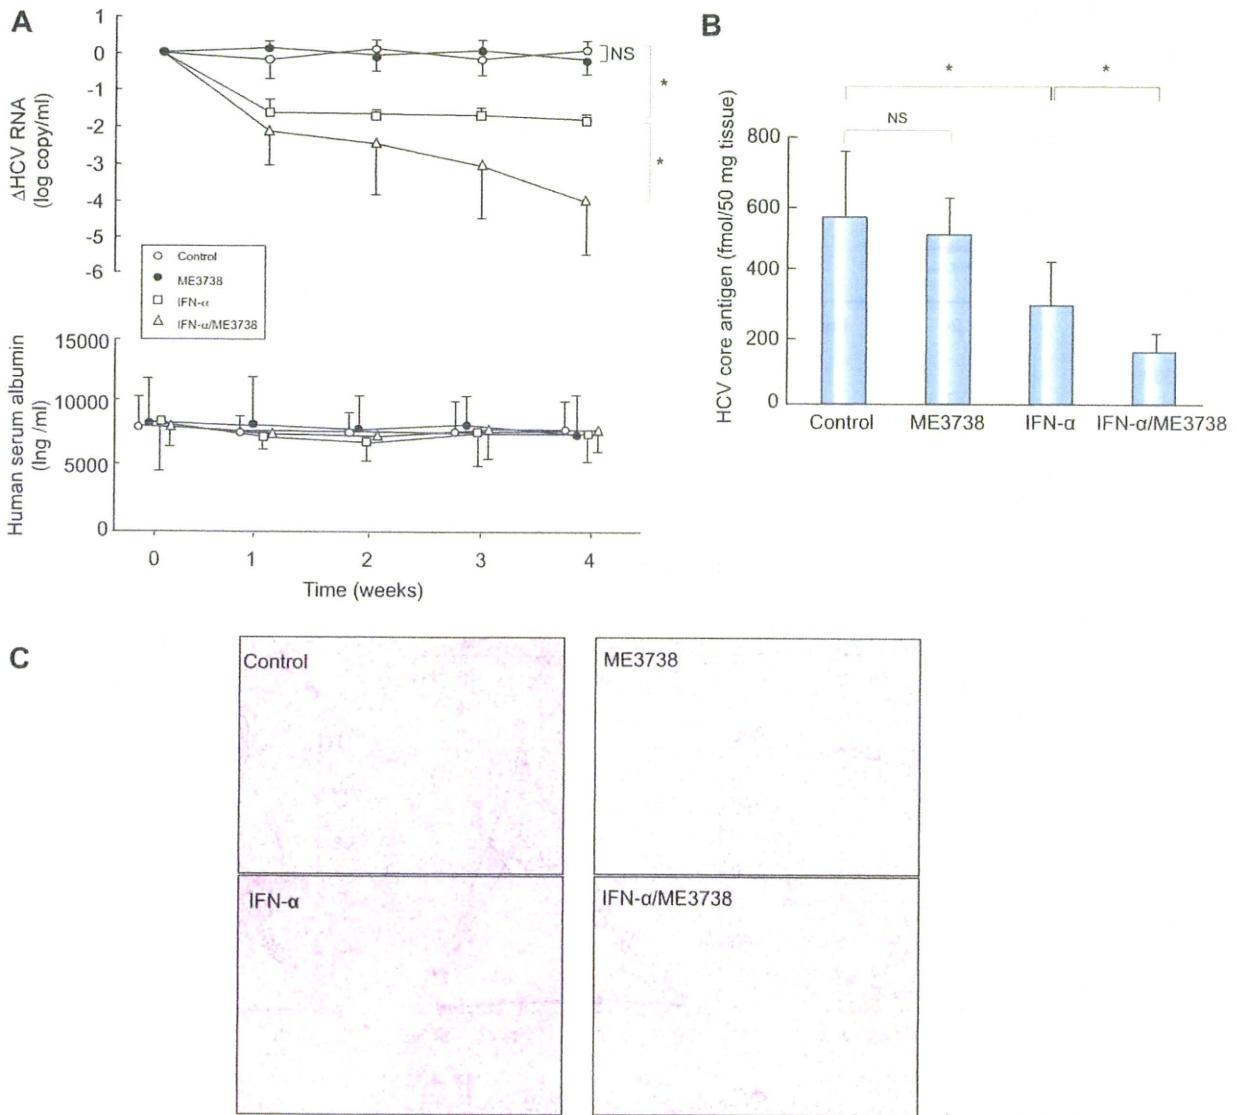 A
1
0
-1
-2
-3
-4
-5
-6
ΔHCV RNA
(log copy/ml)
NS
*
*
Control
ME3738
IFN-α
IFN-α/ME3738
15000
10000
5000
0
Human serum albumin
(lng /ml)
0 1 2 3 4
Time (weeks)
B
* *
NS
800
600
400
200
0
HCV core antigen (fmol/50 mg tissue)
Control ME3738 IFN-α IFN-α/ME3738
C
Control
ME3738
IFN-α
IFN-α/ME3738